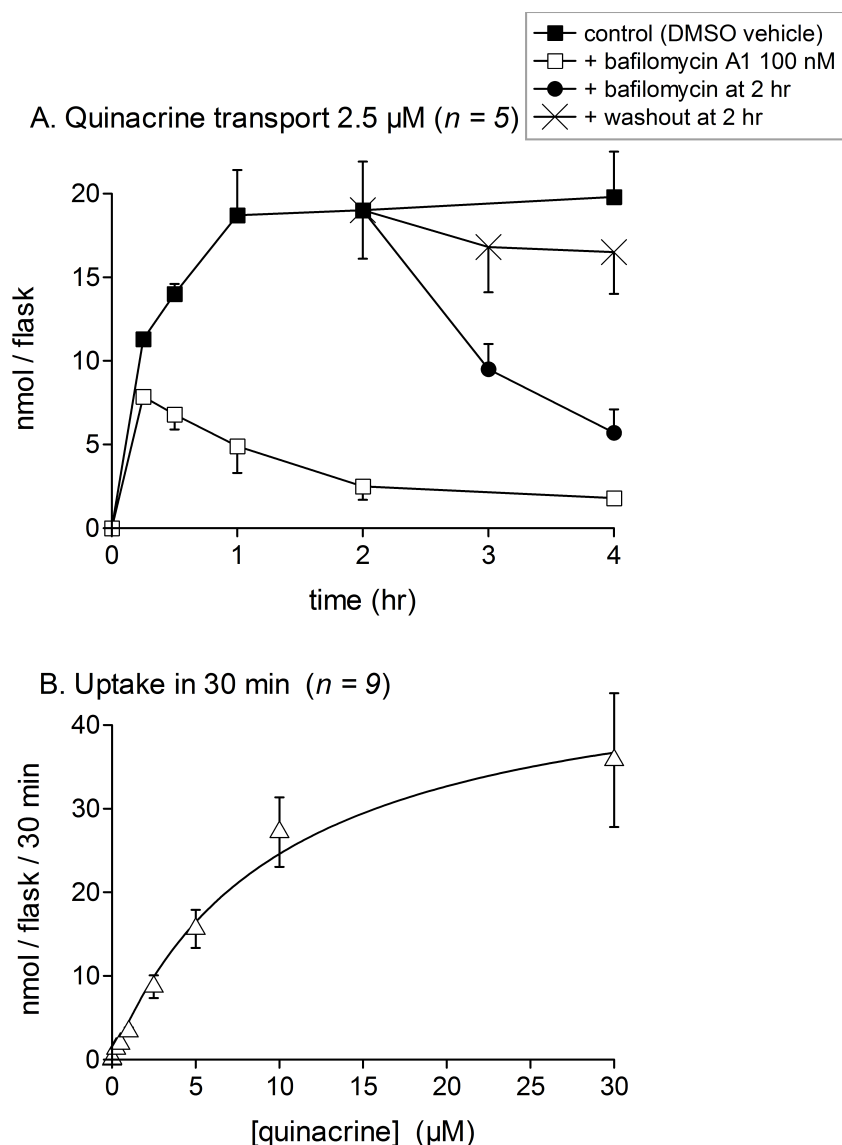 control (DMSO vehicle)
+ bafilomycin A1 100 nM
+ bafilomycin at 2 hr
+ washout at 2 hr
A. Quinacrine transport 2.5 µM (n = 5)
nmol / flask
20
15
10
5
0
0 1 2 3 4
time (hr)
B. Uptake in 30 min (n = 9)
nmol / flask / 30 min
40
30
20
10
0
0 5 10 15 20 25 30
[quinacrine] (µM)